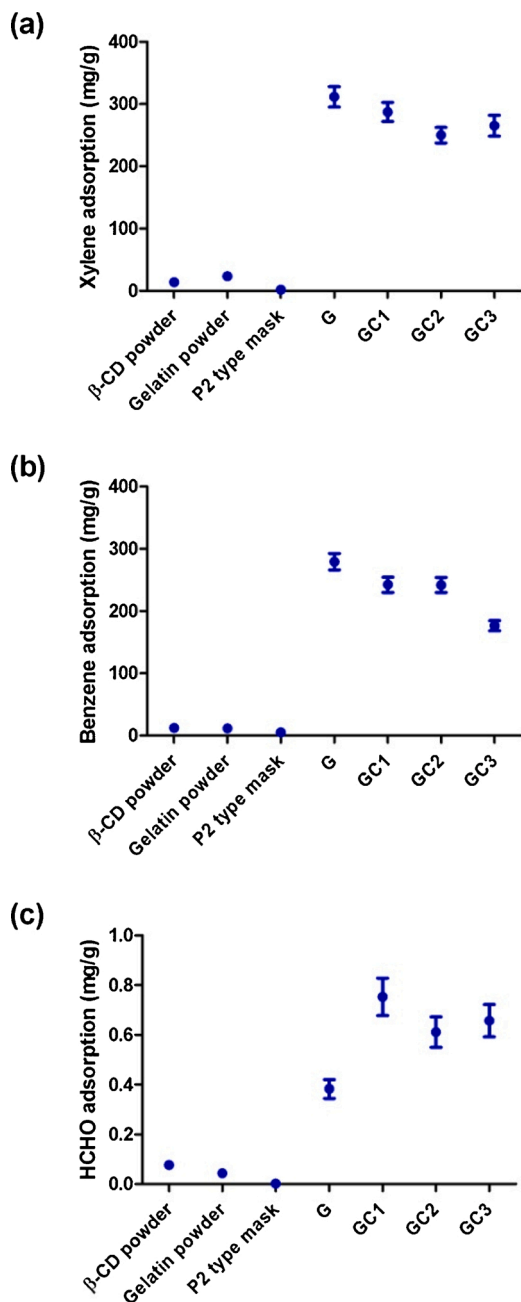 (a)
Xylene adsorption (mg/g)
400
300
200
100
0
β-CD powder
Gelatin powder
P2 type mask
G
GC1
GC2
GC3
(b)
Benzene adsorption (mg/g)
400
300
200
100
0
β-CD powder
Gelatin powder
P2 type mask
G
GC1
GC2
GC3
(c)
HCHO adsorption (mg/g)
1.0
0.8
0.6
0.4
0.2
0.0
β-CD powder
Gelatin powder
P2 type mask
G
GC1
GC2
GC3